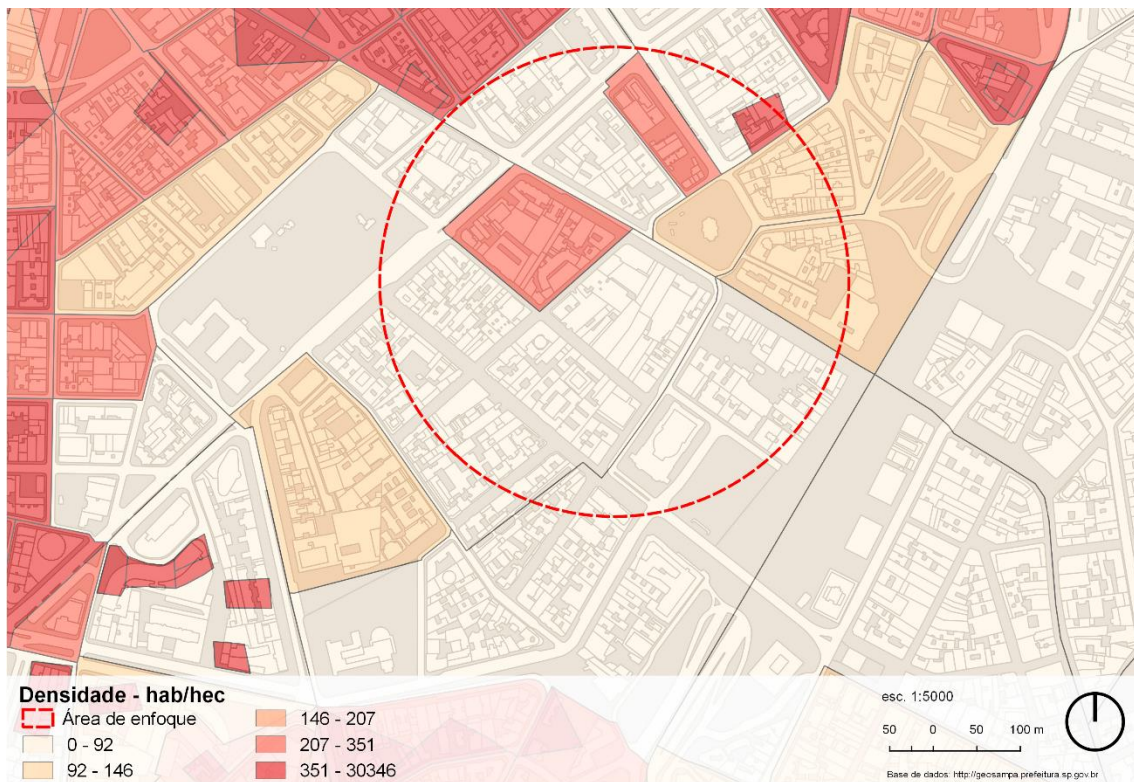 Densidade - hab/hec
Área de enfoque
0 - 92
92 - 146
146 - 207
207 - 351
351 - 30346
esc. 1:5000
50 0 50 100 m
Base de dados: http://geosampa.prefeitura.sp.gov.br